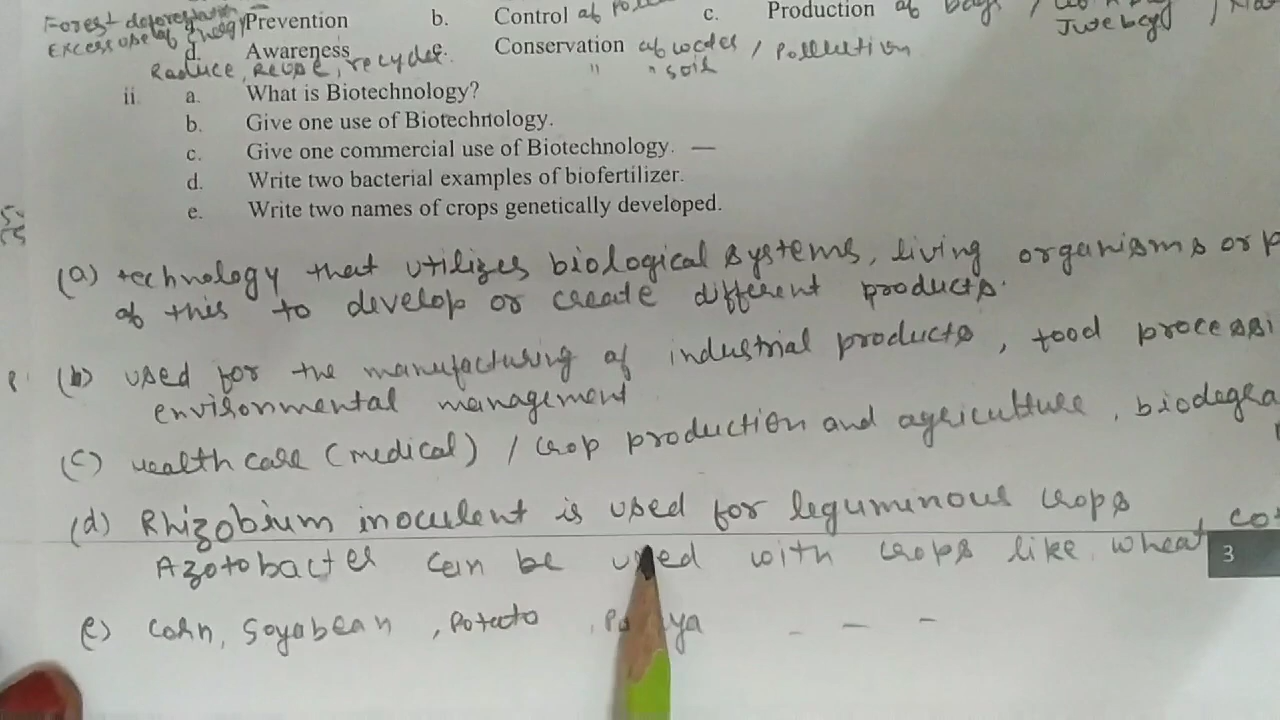 Forest deforestation Prevention b. Control of c. Production of bags /
Excess use of energy Jute bag
d. Awareness e. Conservation of water / Pollution
Reduce, Reuse, recycle. " " soil
ii a. What is Biotechnology?
b. Give one use of Biotechnology.
c. Give one commercial use of Biotechnology. —
d. Write two bacterial examples of biofertilizer.
e. Write two names of crops genetically developed.
(a) technology that utilizes biological systems, living organisms or p
of this to develop or create different products.
(b) used for the manufacturing of industrial products, food processi
environmental management
(c) Health care (medical) / crop production and agriculture, biodegra
(d) Rhizobium inoculent is used for leguminous crops
Azotobacter can be used with crops like wheat, co
3
e) Corn, Soyabean, Potato, - — -